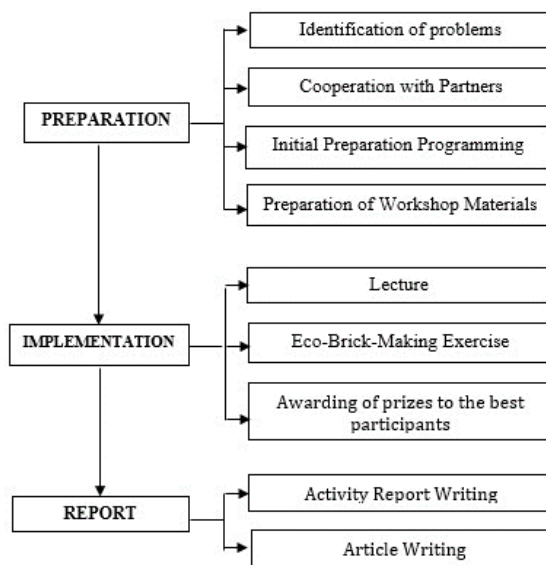 PREPARATION
Identification of problems
Cooperation with Partners
Initial Preparation Programming
Preparation of Workshop Materials
IMPLEMENTATION
Lecture
Eco-Brick-Making Exercise
Awarding of prizes to the best
participants
REPORT
Activity Report Writing
Article Writing